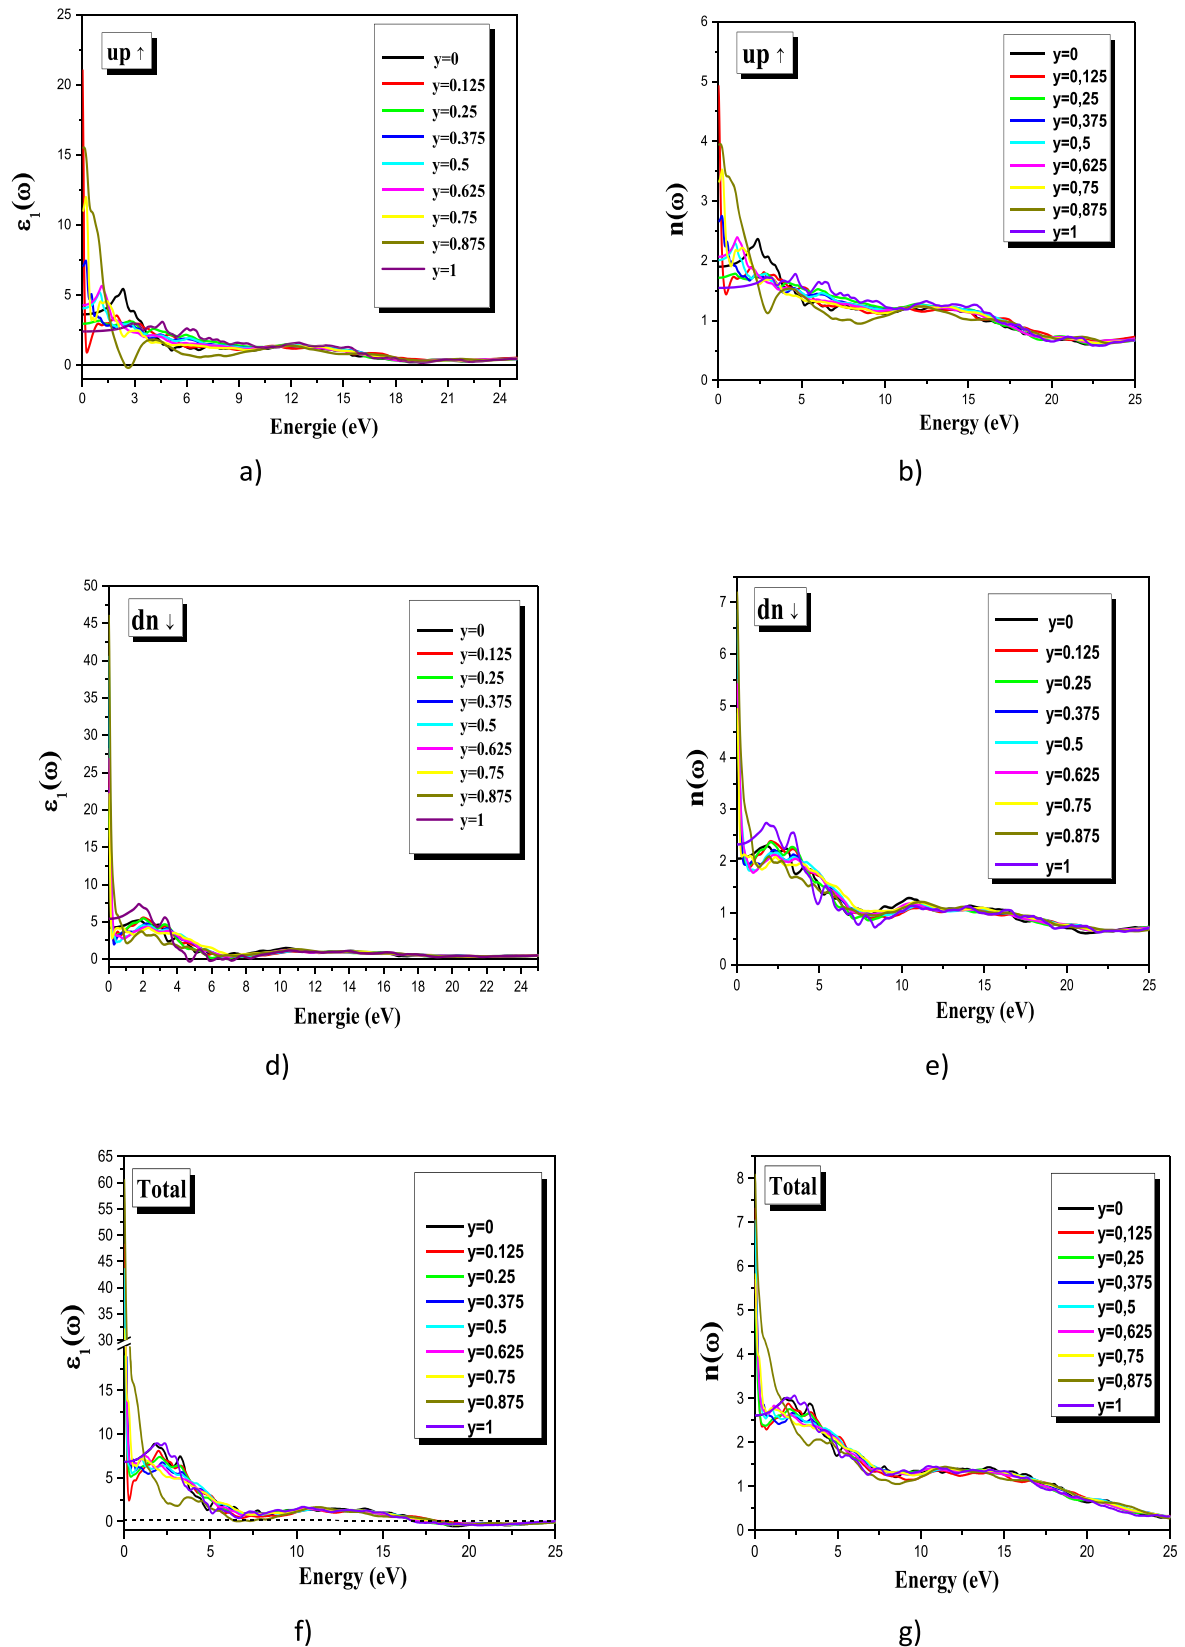 up ↑
ε₁(ω)
25
20
15
10
5
0
y=0
y=0.125
y=0.25
y=0.375
y=0.5
y=0.625
y=0.75
y=0.875
y=1
0 3 6 9 12 15 18 21 24
Energie (eV)
a)
up ↑
n(ω)
6
5
4
3
2
1
0
y=0
y=0,125
y=0,25
y=0,375
y=0,5
y=0,625
y=0,75
y=0,875
y=1
0 5 10 15 20 25
Energy (eV)
b)
dn ↓
ε₁(ω)
50
45
40
35
30
25
20
15
10
5
0
y=0
y=0.125
y=0.25
y=0.375
y=0.5
y=0.625
y=0.75
y=0.875
y=1
0 2 4 6 8 10 12 14 16 18 20 22 24
Energie (eV)
d)
dn ↓
n(ω)
7
6
5
4
3
2
1
0
y=0
y=0.125
y=0.25
y=0.375
y=0.5
y=0.625
y=0.75
y=0.875
y=1
0 5 10 15 20 25
Energy (eV)
e)
Total
ε₁(ω)
65
60
55
50
45
40
35
30
15
10
5
0
y=0
y=0.125
y=0.25
y=0.375
y=0.5
y=0.625
y=0.75
y=0.875
y=1
0 5 10 15 20 25
Energy (eV)
f)
Total
n(ω)
8
7
6
5
4
3
2
1
0
y=0
y=0,125
y=0,25
y=0,375
y=0,5
y=0,625
y=0,75
y=0,875
y=1
0 5 10 15 20 25
Energy (eV)
g)